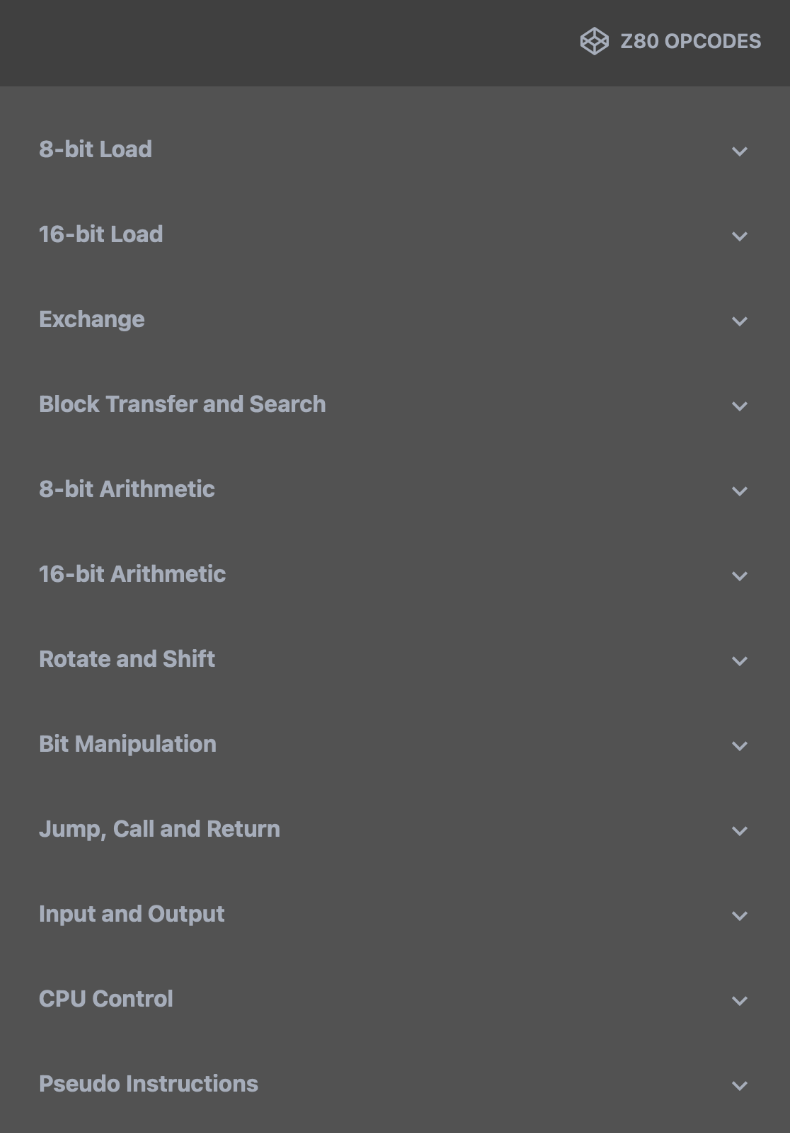 Z80 OPCODES
8-bit Load
16-bit Load
Exchange
Block Transfer and Search
8-bit Arithmetic
16-bit Arithmetic
Rotate and Shift
Bit Manipulation
Jump, Call and Return
Input and Output
CPU Control
Pseudo Instructions